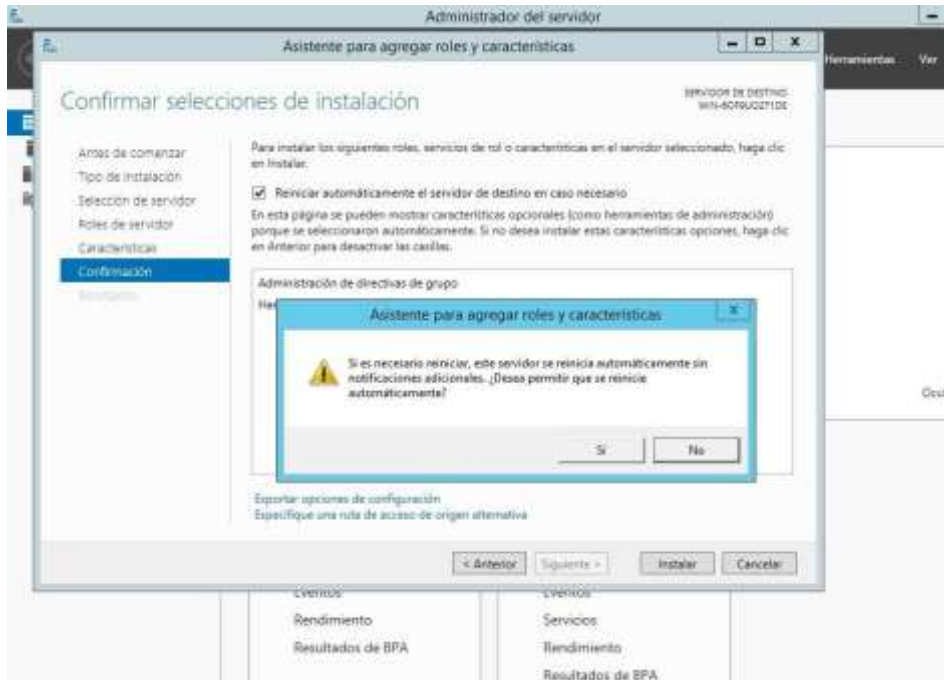 Administrador del servidor
Asistente para agregar roles y características
Herramientas Ver
Confirmar selecciones de instalación
SERVIDOR DE DESTINO
Antes de comenzar
Tipo de instalación
Selección de servidor
Roles de servidor
Características
Confirmación
Resultados
Para instalar los siguientes roles, servicios de rol o características en el servidor seleccionado, haga clic
en Instalar.
Reiniciar automáticamente el servidor de destino en caso necesario
En esta página se pueden mostrar características opcionales (como herramientas de administración)
porque se seleccionaron automáticamente. Si no desea instalar estas características opciones, haga clic
en Anterior para desactivar las casillas.
Administración de directivas de grupo
Asistente para agregar roles y características
Si es necesario reiniciar, este servidor se reinicia automáticamente sin
notificaciones adicionales. ¿Desea permitir que se reinicie
automáticamente?
Sí No
Exportar opciones de configuración
Especifique una ruta de acceso de origen alternativa
< Anterior Siguiente > Instalar Cancelar
Eventos
Rendimiento
Resultados de BPA
Eventos
Servicios
Rendimiento
Resultados de BPA